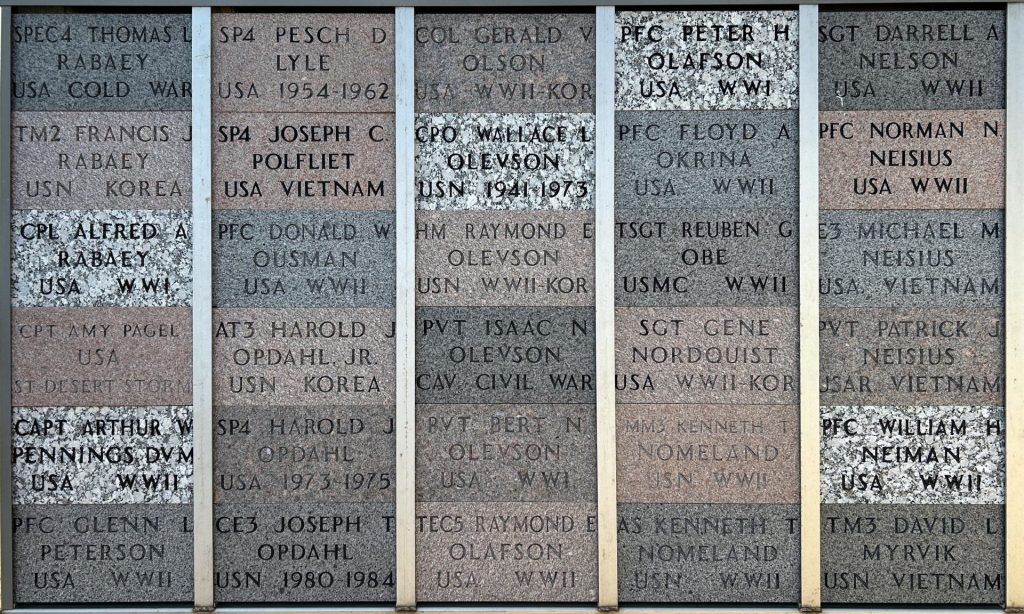 SPEC4 THOMAS L
RABAEY
USA COLD WAR
TM2 FRANCIS J
RABAEY
USN KOREA
CPL ALFRED A
RABAEY
USA WWI
CPT AMY PAGEL
USA
ST DESERT STORM
CAPT ARTHUR W
PENNINGS, DVM
USA WWII
PFC GLENN L
PETERSON
USA WWII
SP4 PESCH D
LYLE
USA 1954-1962
SP4 JOSEPH C
POLFLIET
USA VIETNAM
PFC DONALD W
OUSMAN
USA WWII
AT3 HAROLD J
OPDAHL, JR.
USN KOREA
SP4 HAROLD J
OPDAHL
USA 1973-1975
CE3 JOSEPH T
OPDAHL
USN 1980-1984
COL GERALD V
OLSON
USA WWII-KOR
CPO WALLACE L
OLEVSON
USN 1941-1973
HM RAYMOND E
OLEVSON
USN WWII-KOR
PVT ISAAC N
OLEVSON
CAV CIVIL WAR
PVT BERT N
OLEVSON
USA WWI
TEC5 RAYMOND E
OLAFSON
USA WWII
PFC PETER H
OLAFSON
USA WWI
PFC FLOYD A
OKRINA
USA WWII
TSGT REUBEN G
OBE
USMC WWII
SGT GENE
NORDQUIST
USA WWII-KOR
MM3 KENNETH T
NOMELAND
USN WWII
AS KENNETH T
NOMELAND
USN WWII
SGT DARRELL A
NELSON
USA WWII
PFC NORMAN N
NEISIUS
USA WWII
E3 MICHAEL M
NEISIUS
USA VIETNAM
PVT PATRICK J
NEISIUS
USAR VIETNAM
PFC WILLIAM H
NEIMAN
USA WWII
TM3 DAVID L
MYRVIK
USN VIETNAM